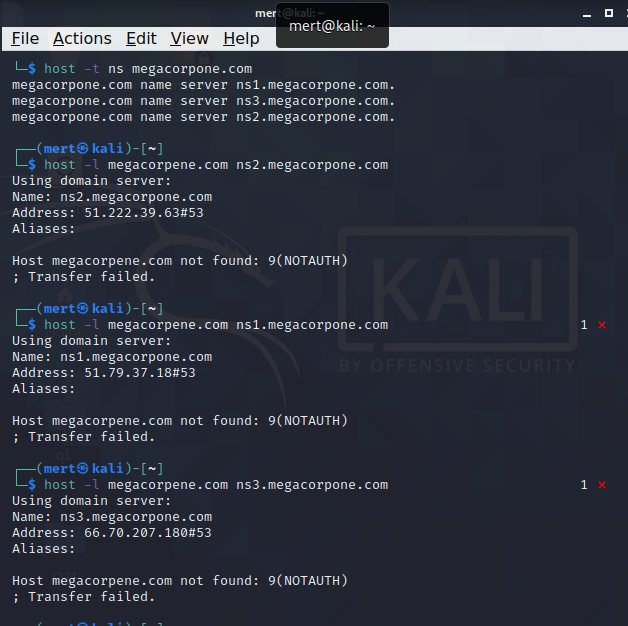 mert@kali: ~
mert@kali: ~
File Actions Edit View Help
└─$ host -t ns megacorpone.com
megacorpone.com name server ns1.megacorpone.com.
megacorpone.com name server ns3.megacorpone.com.
megacorpone.com name server ns2.megacorpone.com.
┌──(mert㉿kali)-[~]
└─$ host -l megacorpene.com ns2.megacorpone.com
Using domain server:
Name: ns2.megacorpone.com
Address: 51.222.39.63#53
Aliases:
Host megacorpene.com not found: 9(NOTAUTH)
; Transfer failed.
┌──(mert㉿kali)-[~]
└─$ host -l megacorpene.com ns1.megacorpone.com 1 ⨯
Using domain server:
Name: ns1.megacorpone.com
Address: 51.79.37.18#53
Aliases:
Host megacorpene.com not found: 9(NOTAUTH)
; Transfer failed.
┌──(mert㉿kali)-[~]
└─$ host -l megacorpene.com ns3.megacorpone.com 1 ⨯
Using domain server:
Name: ns3.megacorpone.com
Address: 66.70.207.180#53
Aliases:
Host megacorpene.com not found: 9(NOTAUTH)
; Transfer failed.
KALI
BY OFFENSIVE SECURITY